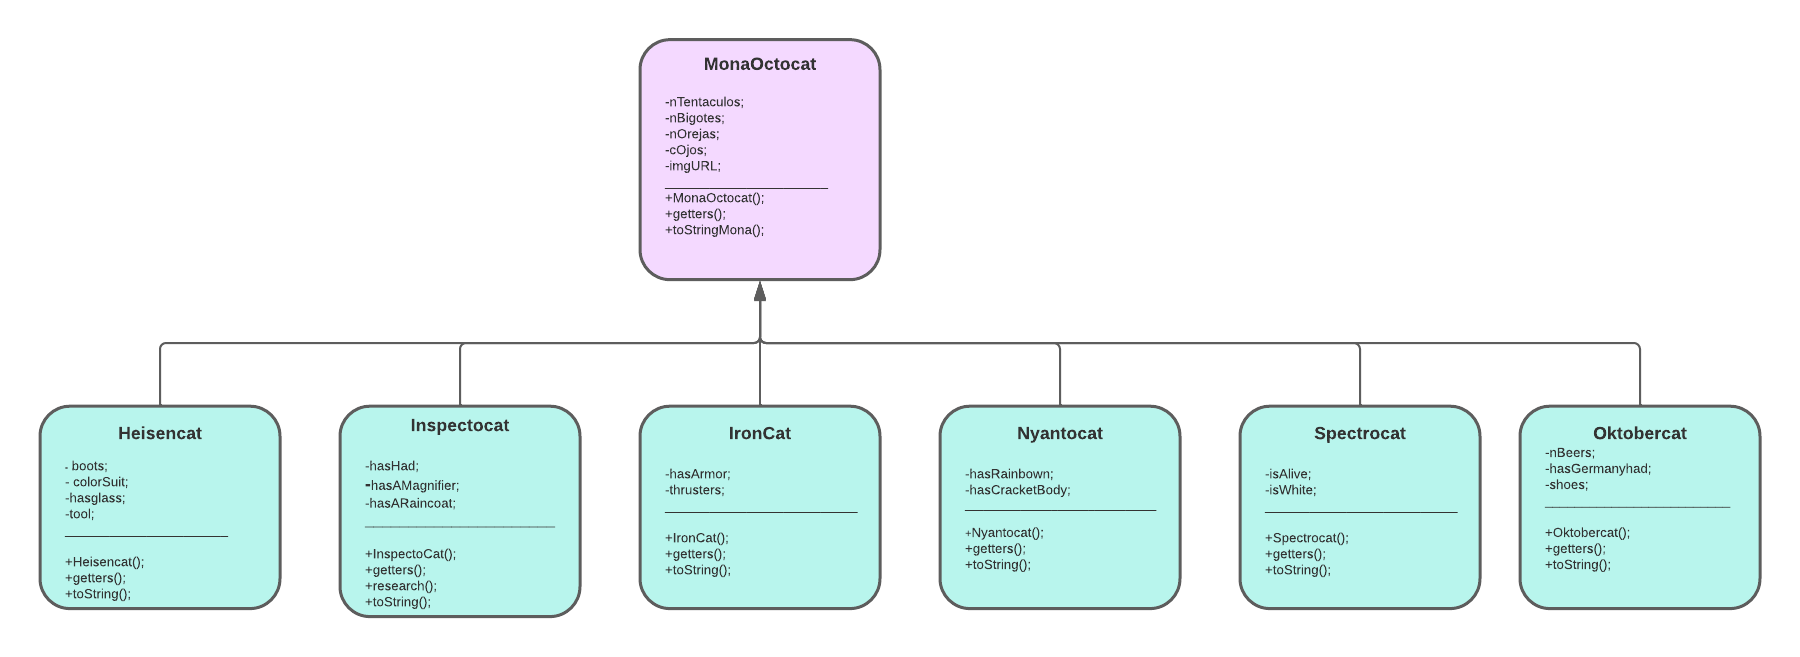 MonaOctocat
-nTentaculos;
-nBigotes;
-nOrejas;
-cOjos;
-imgURL;
+MonaOctocat();
+getters();
+toStringMona();
Heisencat
- boots;
- colorSuit;
-hasglass;
-tool;
+Heisencat();
+getters();
+toString();
Inspectocat
-hasHad;
-hasAMagnifier;
-hasARaincoat;
+InspectoCat();
+getters();
+research();
+toString();
IronCat
-hasArmor;
-thrusters;
+IronCat();
+getters();
+toString();
Nyantocat
-hasRainbown;
-hasCracketBody;
+Nyantocat();
+getters();
+toString();
Spectrocat
-isAlive;
-isWhite;
+Spectrocat();
+getters();
+toString();
Oktobercat
-nBeers;
-hasGermanyhad;
-shoes;
+Oktobercat();
+getters();
+toString();